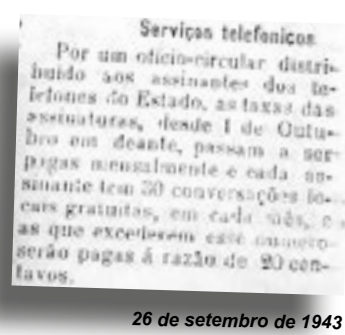 Serviços telefonicos
Por um oficio-circular distri-
buido aos assinantes dos te-
lefones do Estado, as taxas das
assinaturas, desde 1 de Outu-
bro em deante, passam a ser
pagas mensalmente e cada as-
sinante tem 30 conversações lo-
cais gratuitas, em cada mês, e
as que excederem esse numero
serão pagas á razão de 20 cen-
tavos.
26 de setembro de 1943